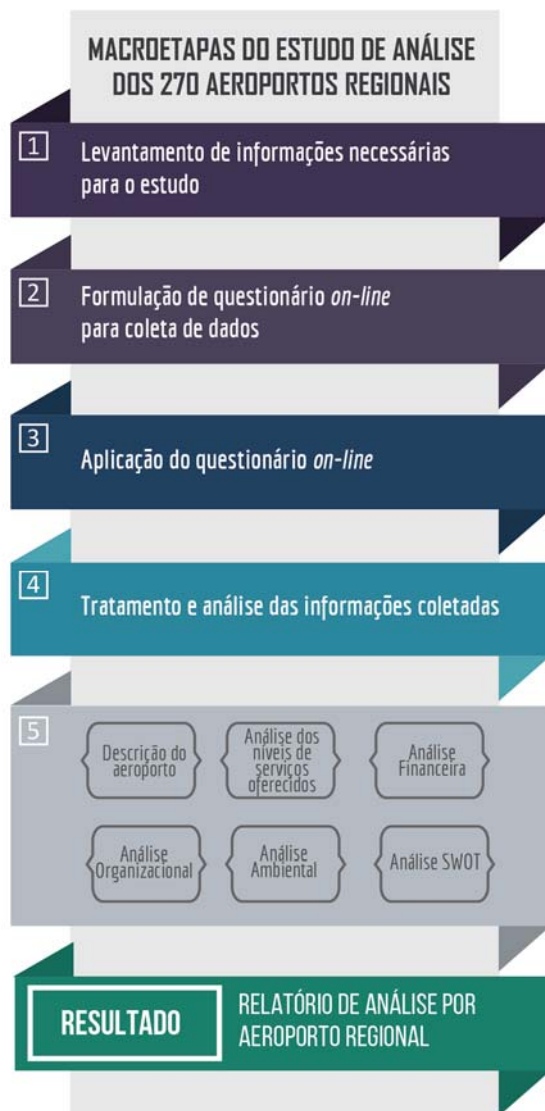 MACROETAPAS DO ESTUDO DE ANÁLISE
DOS 270 AEROPORTOS REGIONAIS
1
Levantamento de informações necessárias
para o estudo
2
Formulação de questionário on-line
para coleta de dados
3
Aplicação do questionário on-line
4
Tratamento e análise das informações coletadas
5
Descrição do
aeroporto
Análise dos
níveis de
serviços
oferecidos
Análise
Financeira
Análise
Organizacional
Análise
Ambiental
Análise SWOT
RESULTADO
RELATÓRIO DE ANÁLISE POR
AEROPORTO REGIONAL